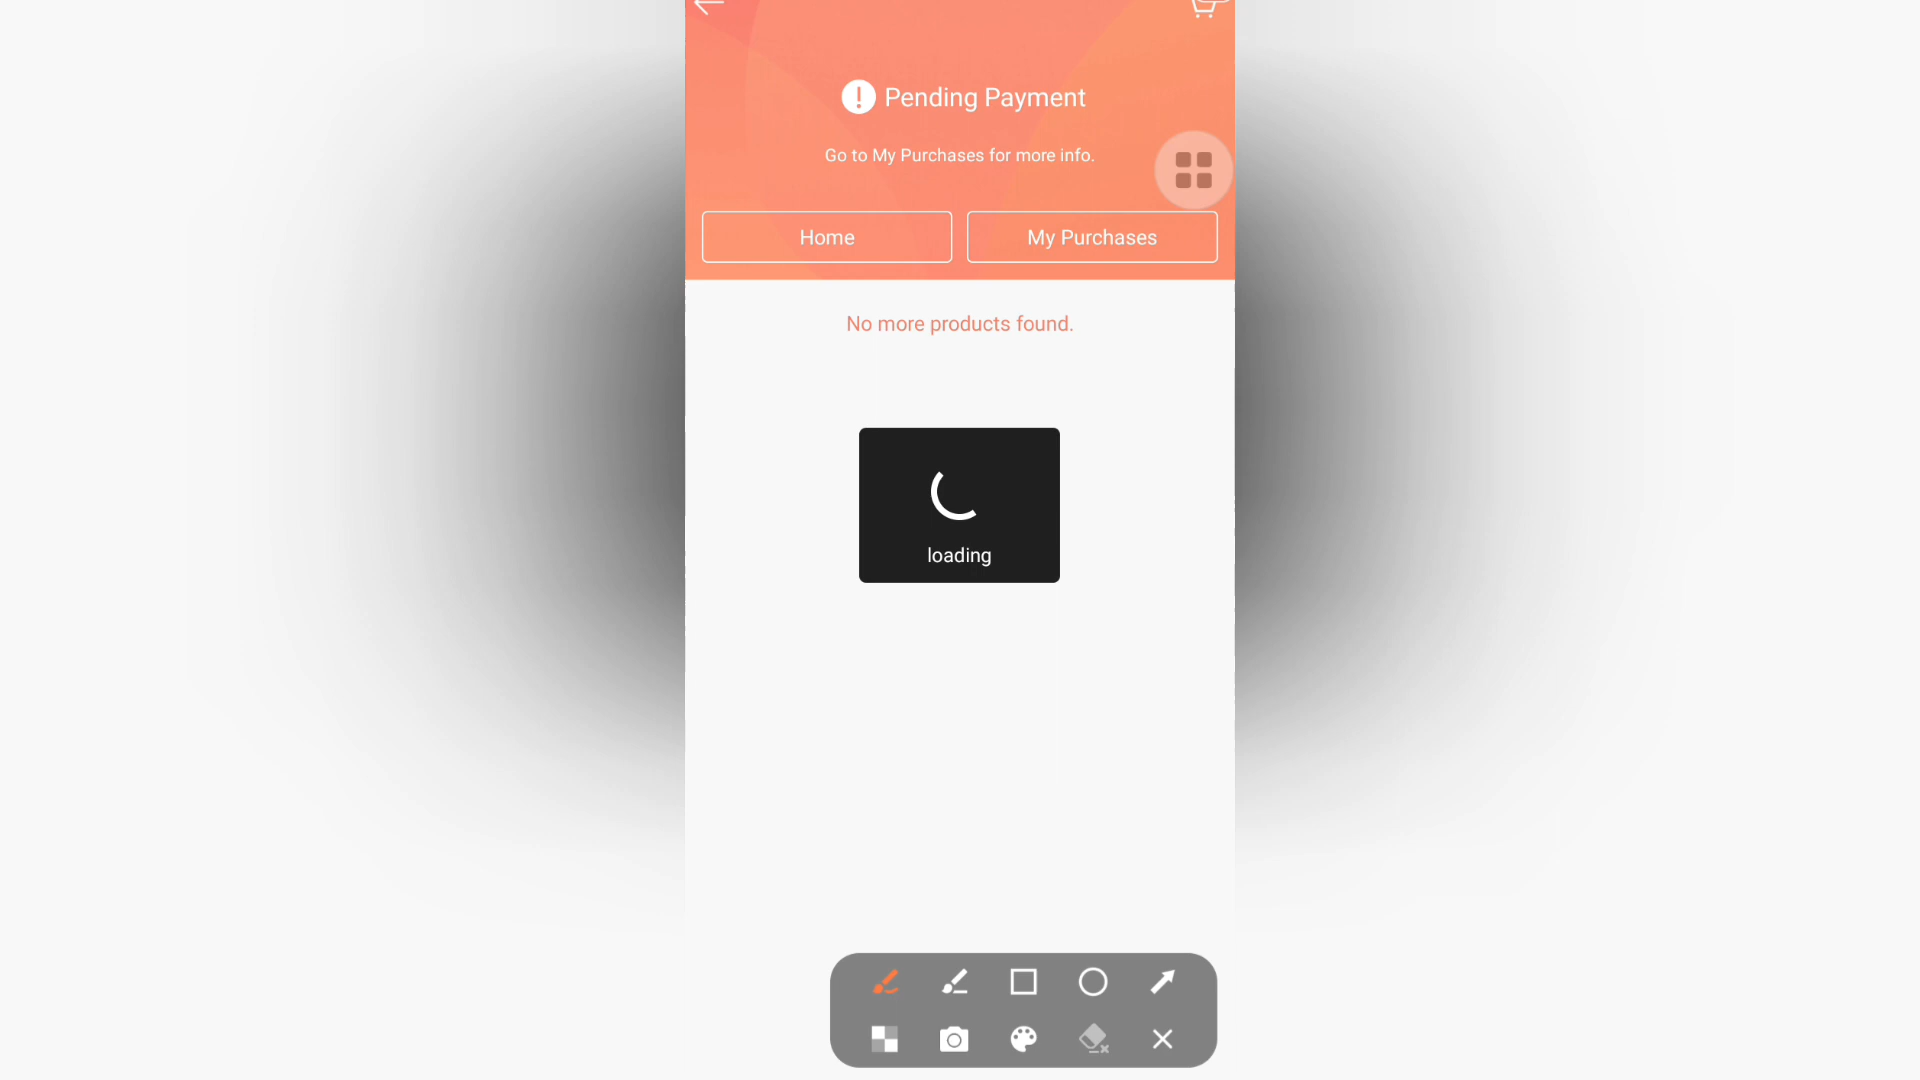 Pending Payment
Go to My Purchases for more info.
Home
My Purchases
No more products found.
loading